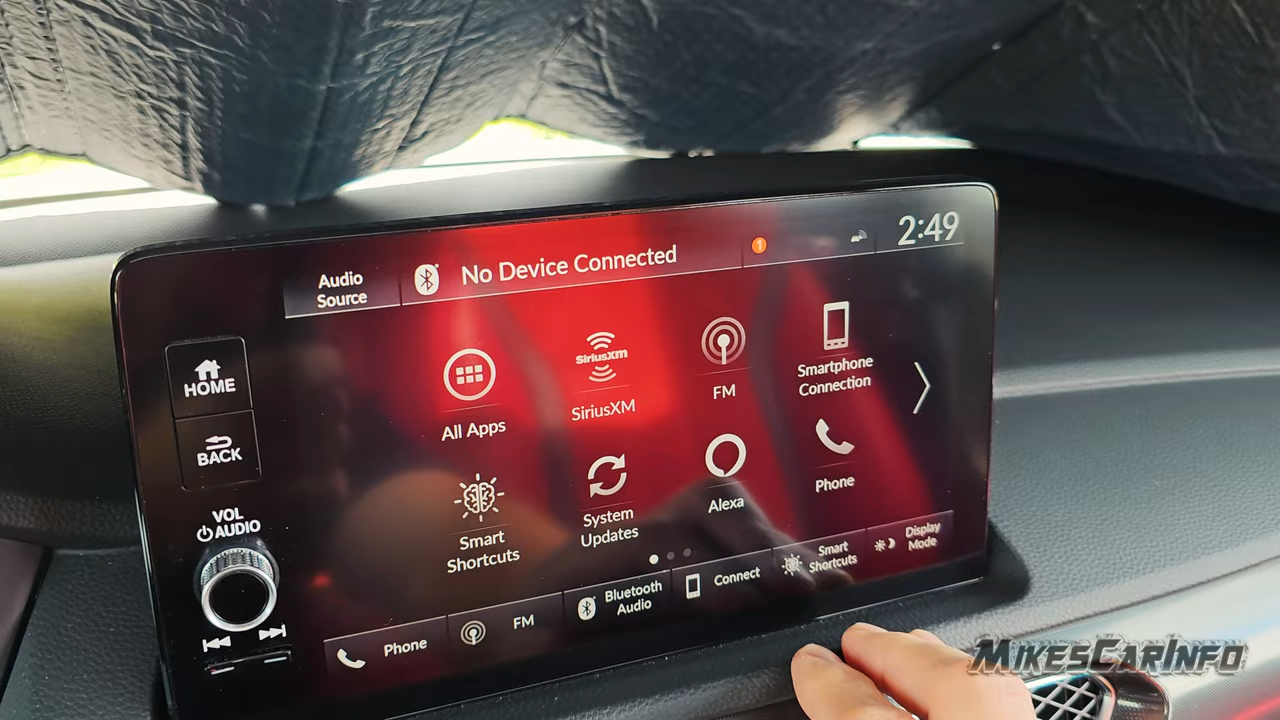 Audio
Source
No Device Connected
1
2:49
HOME
BACK
VOL
AUDIO
All Apps
SiriusXM
SiriusXM
FM
Smartphone
Connection
Smart
Shortcuts
System
Updates
Alexa
Phone
Phone
FM
Bluetooth
Audio
Connect
Smart
Shortcuts
Display
Mode
MikesCarInfo